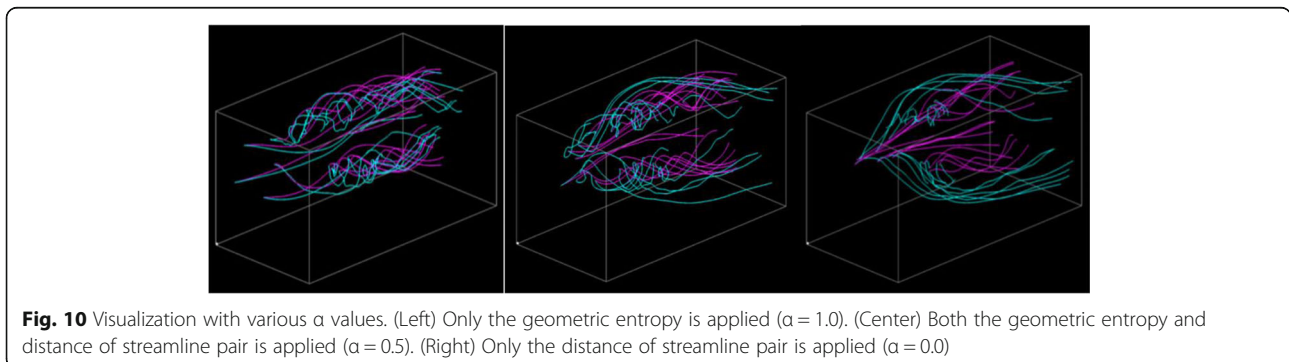 Fig. 10 Visualization with various α values. (Left) Only the geometric entropy is applied (α = 1.0). (Center) Both the geometric entropy and
distance of streamline pair is applied (α = 0.5). (Right) Only the distance of streamline pair is applied (α = 0.0)